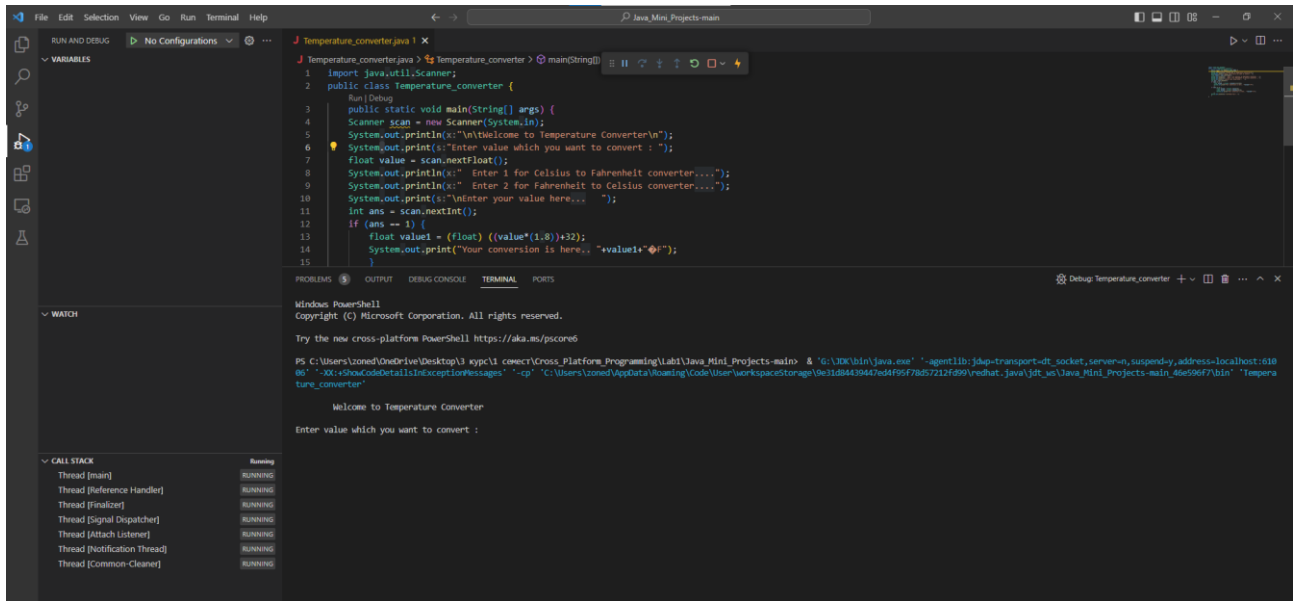 File Edit Selection View Go Run Terminal Help
Java_Mini_Projects-main
RUN AND DEBUG No Configurations
VARIABLES
WATCH
CALL STACK Running
Thread [main] RUNNING
Thread [Reference Handler] RUNNING
Thread [Finalizer] RUNNING
Thread [Signal Dispatcher] RUNNING
Thread [Attach Listener] RUNNING
Thread [Notification Thread] RUNNING
Thread [Common-Cleaner] RUNNING
1
J Temperature_converter.java 1
J Temperature_converter.java > Temperature_converter > main(String[])
1 import java.util.Scanner;
2 public class Temperature_converter {
Run | Debug
3 public static void main(String[] args) {
4 Scanner scan = new Scanner(System.in);
5 System.out.println(x:"\n\tWelcome to Temperature Converter\n");
6 System.out.print(s:"Enter value which you want to convert : ");
7 float value = scan.nextFloat();
8 System.out.println(x:"  Enter 1 for Celsius to Fahrenheit converter....");
9 System.out.println(x:"  Enter 2 for Fahrenheit to Celsius converter....");
10 System.out.print(s:"\nEnter your value here...   ");
11 int ans = scan.nextInt();
12 if (ans == 1) {
13 float value1 = (float) ((value*(1.8))+32);
14 System.out.print("Your conversion is here.. "+value1+"�F");
15 }
PROBLEMS 5 OUTPUT DEBUG CONSOLE TERMINAL PORTS
Debug: Temperature_converter
Windows PowerShell
Copyright (C) Microsoft Corporation. All rights reserved.
Try the new cross-platform PowerShell https://aka.ms/pscore6
PS C:\Users\zoned\OneDrive\Desktop\3 курс\1 семест\Cross_Platform_Programming\Lab1\Java_Mini_Projects-main>  & 'G:\JDK\bin\java.exe' '-agentlib:jdwp=transport=dt_socket,server=n,suspend=y,address=localhost:610
06' '-XX:+ShowCodeDetailsInExceptionMessages' '-cp' 'C:\Users\zoned\AppData\Roaming\Code\User\workspaceStorage\9e31d84439447ed4f95f78d57212fd99\redhat.java\jdt_ws\Java_Mini_Projects-main_46e596f7\bin' 'Tempera
ture_converter'
Welcome to Temperature Converter
Enter value which you want to convert :